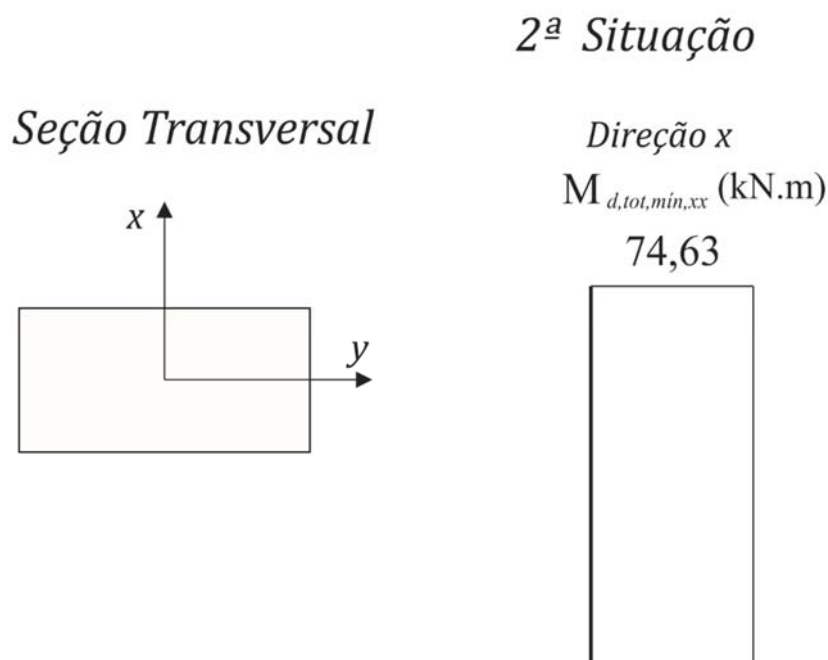 2ª Situação
Seção Transversal
Direção x
M d,tot,mín,xx (kN.m)
74,63
x
y